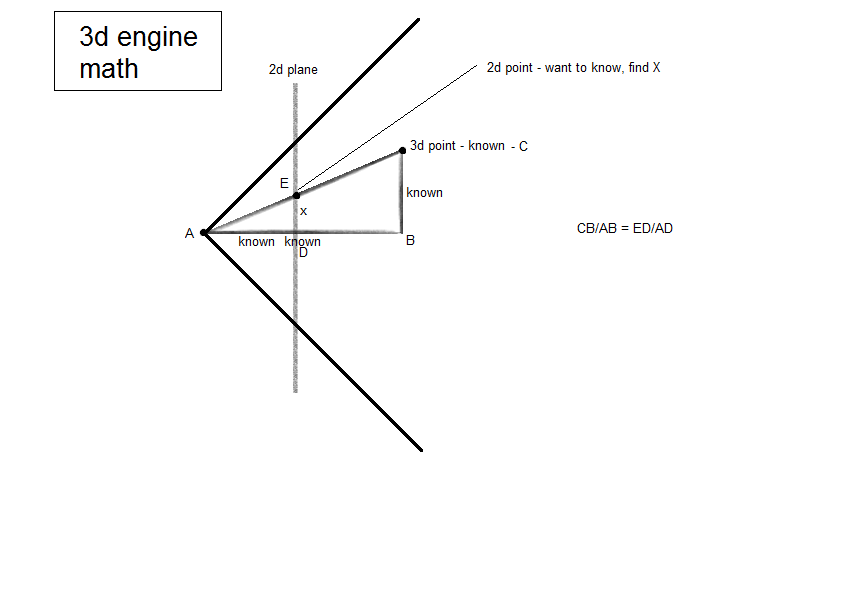 3d engine
math
2d plane
2d point - want to know, find X
3d point - known - C
E
known
x
A
B
known known
D
CB/AB = ED/AD